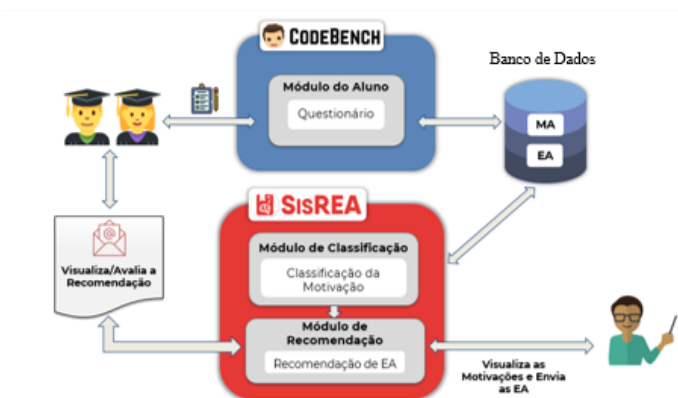 CODEBENCH
Módulo do Aluno
Questionário
Banco de Dados
MA
EA
SISREA
Módulo de Classificação
Classificação da
Motivação
Módulo de
Recomendação
Recomendação de EA
@
Visualiza/Avalia a
Recomendação
Visualiza as
Motivações e Envia
as EA